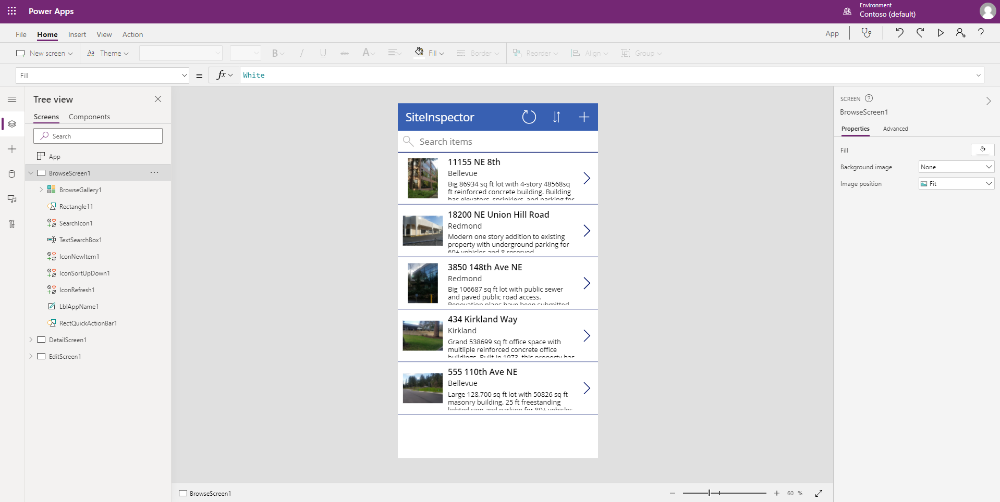 Power Apps
Environment
Contoso (default)
File Home Insert View Action
App
New screen Theme B / U abc A Fill Border Reorder Align Group
Fill = fx White
Tree view
Screens Components
Search
App
BrowseScreen1
BrowseGallery1
Rectangle11
SearchIcon1
TextSearchBox1
IconNewItem1
IconSortUpDown1
IconRefresh1
LblAppName1
RectQuickActionBar1
DetailScreen1
EditScreen1
SiteInspector
Search items
11155 NE 8th
Bellevue
Big 86934 sq ft lot with 4-story 48568sq
ft reinforced concrete building. Building
has elevators, sprinklers, and parking for
18200 NE Union Hill Road
Redmond
Modern one story addition to existing
property with underground parking for
60+ vehicles and 8 reserved
3850 148th Ave NE
Redmond
Big 106687 sq ft lot with public sewer
and paved public road access.
Renovation plans have been submitted
434 Kirkland Way
Kirkland
Grand 538699 sq ft office space with
multliple reinforced concrete office
buildings. Built in 1973, this property has
555 110th Ave NE
Bellevue
Large 128,700 sq ft lot with 50826 sq ft
masonry building. 25 ft freestanding
lighted sign and parking for 80+ vehicles
SCREEN ?
BrowseScreen1
Properties Advanced
Fill
Background image None
Image position Fit
BrowseScreen1
60 %